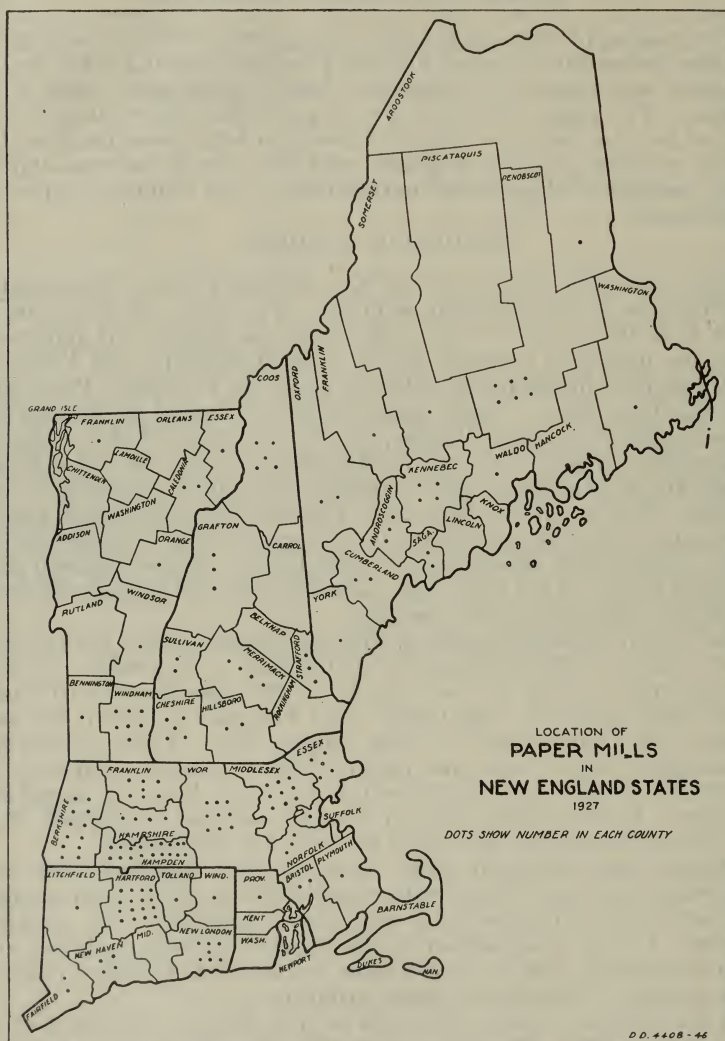 AROOSTOOK
PISCATAQUIS
PENOBSCOT
SOMERSET
WASHINGTON
COOS
OXFORD
FRANKLIN
GRAND ISLE
FRANKLIN
ORLEANS
ESSEX
LAMOILLE
CHITTENDEN
CALEDONIA
WASHINGTON
KENNEBEC
WALDO
HANCOCK
ANDROSCOGGIN
KNOX
LINCOLN
SAGA.
GRAFTON
ADDISON
ORANGE
CARROL
CUMBERLAND
WINDSOR
YORK
RUTLAND
BELKNAP
SULLIVAN
STRAFFORD
MERRIMACK
BENNINGTON
WINDHAM
CHESHIRE
HILLSBORO
ROCKINGHAM
LOCATION OF
PAPER MILLS
IN
NEW ENGLAND STATES
1927
DOTS SHOW NUMBER IN EACH COUNTY
ESSEX
FRANKLIN
WOR
MIDDLESEX
BERKSHIRE
SUFFOLK
HAMPSHIRE
HAMPDEN
NORFOLK
LITCHFIELD
HARTFORD
TOLLAND
WIND.
PROV.
BRISTOL
PLYMOUTH
BARNSTABLE
KENT
NEW HAVEN
MID.
NEW LONDON
WASH.
NEWPORT
DUKES
NAN.
FAIRFIELD
D D. 4408-46